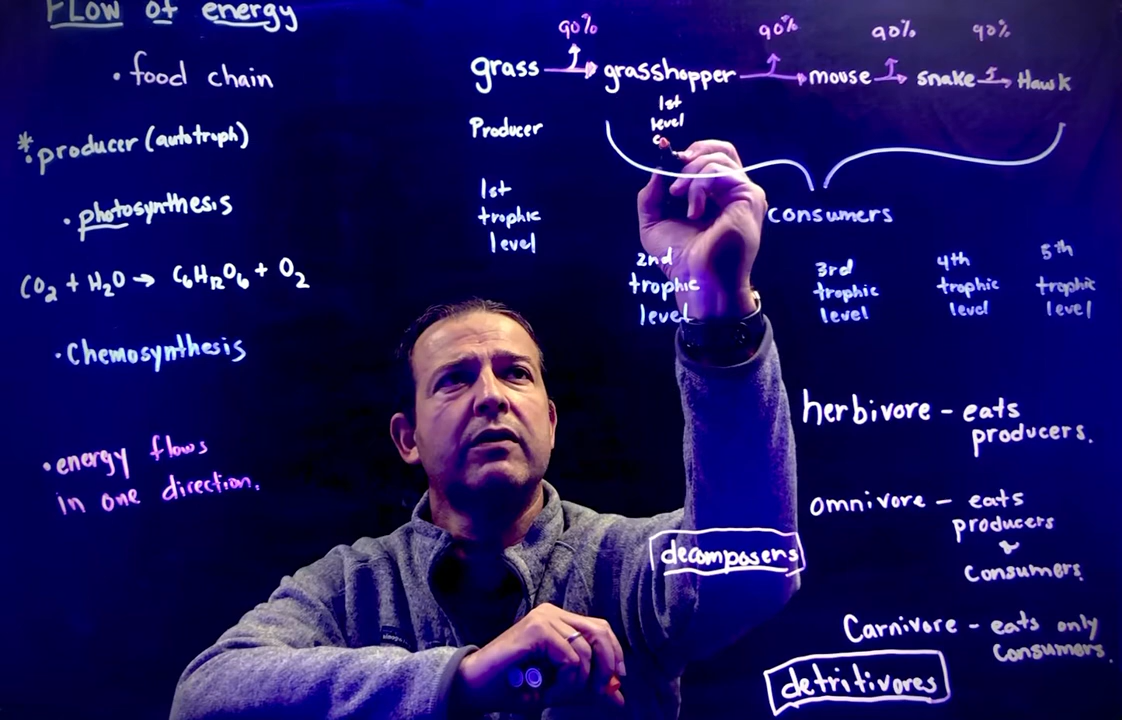 Flow of energy
• food chain
* producer (autotroph)
• photosynthesis
CO2 + H2O → C6H12O6 + O2
• Chemosynthesis
• energy flows
in one direction.
90% 90% 90% 90%
grass → grasshopper → mouse → snake → Hawk
Producer
1st
level
c
consumers
1st
trophic
level
2nd
trophic
level
3rd
trophic
level
4th
trophic
level
5th
trophic
level
herbivore - eats
producers.
omnivore - eats
producers
&
consumers.
decomposers
Carnivore - eats only
consumers.
detritivores